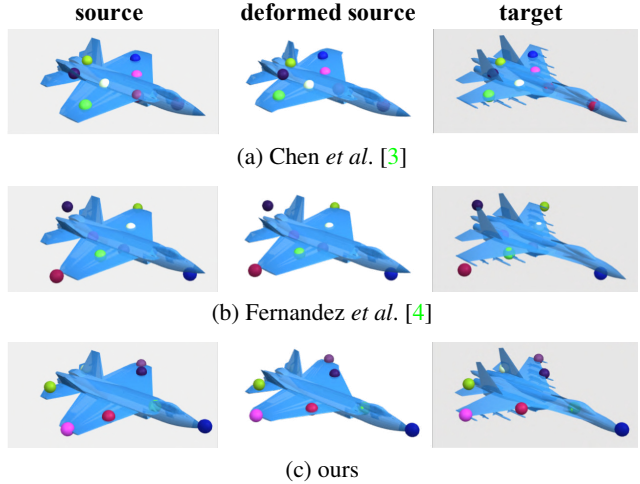 source deformed source target
(a) Chen et al. [3]
(b) Fernandez et al. [4]
(c) ours